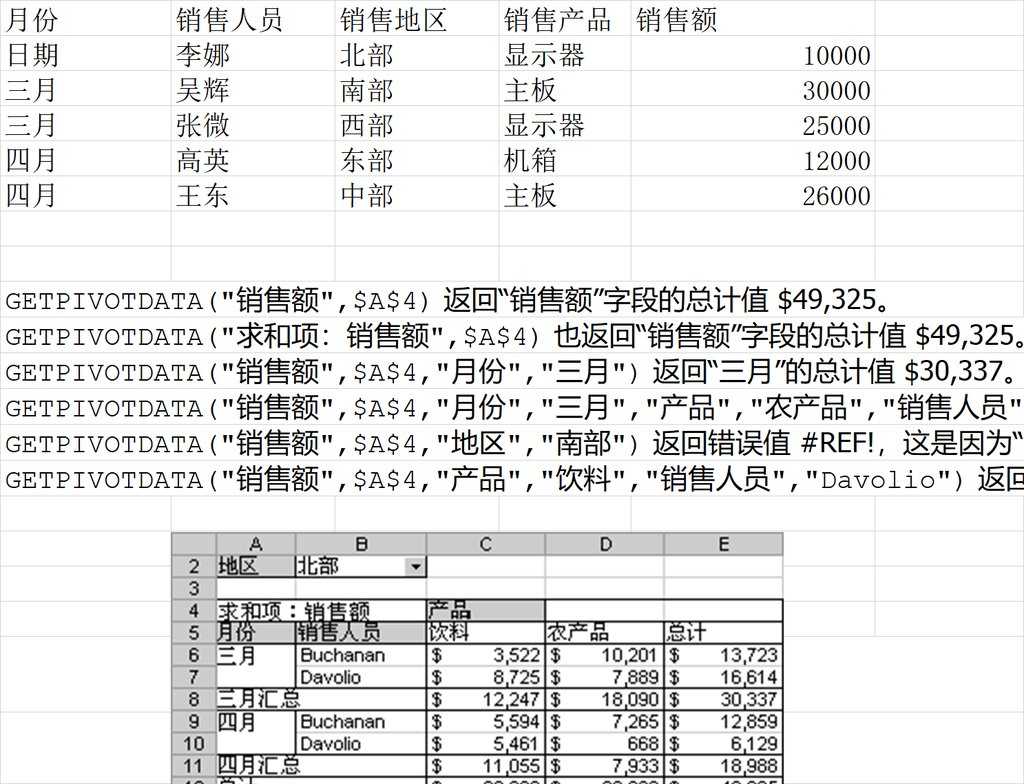 月份 销售人员 销售地区 销售产品 销售额
日期 李娜 北部 显示器 10000
三月 吴辉 南部 主板 30000
三月 张微 西部 显示器 25000
四月 高英 东部 机箱 12000
四月 王东 中部 主板 26000
GETPIVOTDATA("销售额",$A$4) 返回“销售额”字段的总计值 $49,325。
GETPIVOTDATA("求和项：销售额",$A$4) 也返回“销售额”字段的总计值 $49,325。
GETPIVOTDATA("销售额",$A$4,"月份","三月") 返回“三月”的总计值 $30,337。
GETPIVOTDATA("销售额",$A$4,"月份","三月","产品","农产品","销售人员"
GETPIVOTDATA("销售额",$A$4,"地区","南部") 返回错误值 #REF!，这是因为“
GETPIVOTDATA("销售额",$A$4,"产品","饮料","销售人员","Davolio") 返回
A B C D E
2 地区 北部
3
4 求和项：销售额 产品
5 月份 销售人员 饮料 农产品 总计
6 三月 Buchanan $ 3,522 $ 10,201 $ 13,723
7 Davolio $ 8,725 $ 7,889 $ 16,614
8 三月汇总 $ 12,247 $ 18,090 $ 30,337
9 四月 Buchanan $ 5,594 $ 7,265 $ 12,859
10 Davolio $ 5,461 $ 668 $ 6,129
11 四月汇总 $ 11,055 $ 7,933 $ 18,988